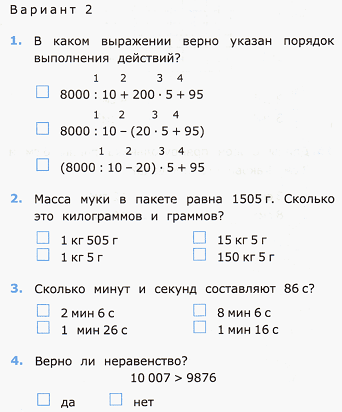 Вариант 2
1. В каком выражении верно указан порядок
выполнения действий?
1 2 3 4
8000 : 10 + 200 · 5 + 95
1 2 3 4
8000 : 10 – (20 · 5 + 95)
1 2 3 4
(8000 : 10 – 20) · 5 + 95
2. Масса муки в пакете равна 1505 г. Сколько
это килограммов и граммов?
1 кг 505 г 15 кг 5 г
1 кг 5 г 150 кг 5 г
3. Сколько минут и секунд составляют 86 с?
2 мин 6 с 8 мин 6 с
1 мин 26 с 1 мин 16 с
4. Верно ли неравенство?
10 007 > 9876
да нет